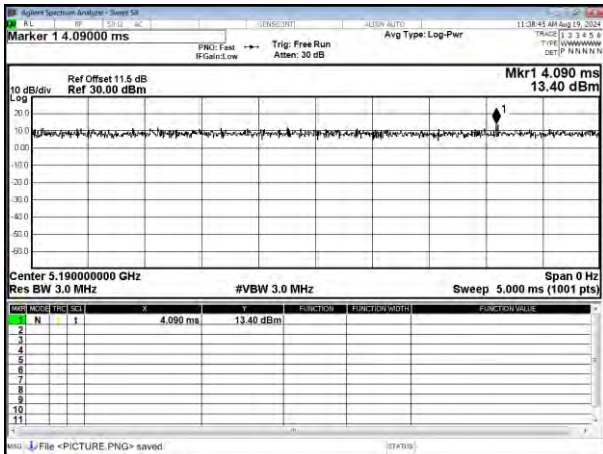 Agilent Spectrum Analyzer - Swept SA
RL RF 50 Ω AC SENSE:INT ALIGN AUTO 11:38:45 AM Aug 19, 2024
Marker 1 4.09000 ms Avg Type: Log-Pwr TRACE 1 2 3 4 5 6
PNO: Fast Trig: Free Run TYPE WWWWWW
IFGain:Low Atten: 30 dB DET P NNNNN
Ref Offset 11.5 dB Mkr1 4.090 ms
10 dB/div Ref 30.00 dBm 13.40 dBm
Log
1
20.0
10.0
0.00
-10.0
-20.0
-30.0
-40.0
-50.0
-60.0
Center 5.190000000 GHz Span 0 Hz
Res BW 3.0 MHz #VBW 3.0 MHz Sweep 5.000 ms (1001 pts)
MKR MODE TRC SCL X Y FUNCTION FUNCTION WIDTH FUNCTION VALUE
1 N 1 t 4.090 ms 13.40 dBm
2
3
4
5
6
7
8
9
10
11
MSG File <PICTURE.PNG> saved STATUS